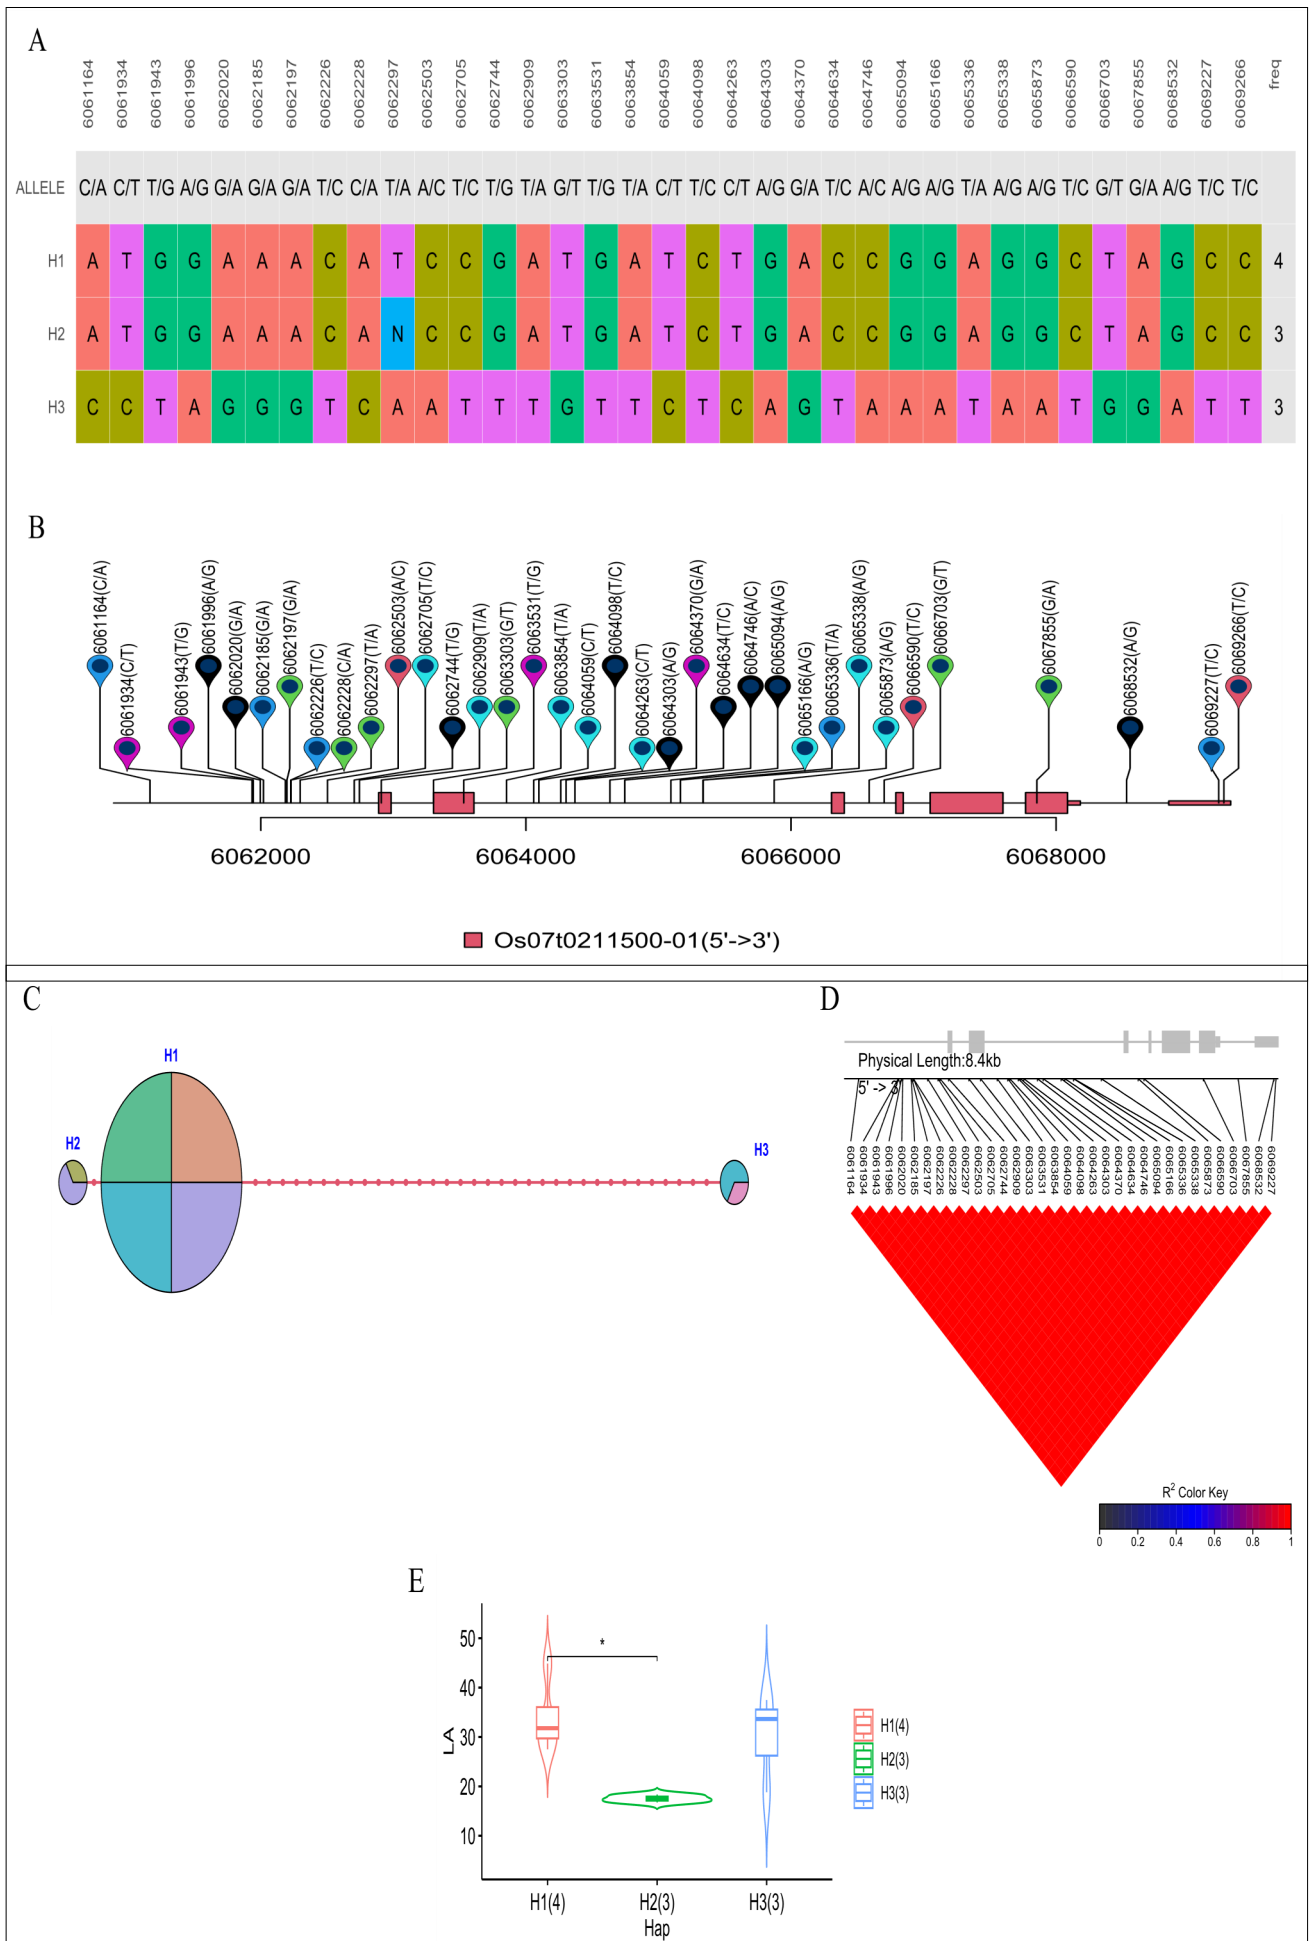 A
6061164 6061934 6061943 6061996 6062020 6062185 6062197 6062226 6062228 6062297 6062503 6062705 6062744 6062909 6063303 6063531 6063854 6064059 6064098 6064263 6064303 6064370 6064634 6064746 6065094 6065166 6065336 6065338 6065873 6066590 6066703 6067855 6068532 6069227 6069266 freq
ALLELE C/A C/T T/G A/G G/A G/A G/A T/C C/A T/A A/C T/C T/G T/A G/T T/G T/A C/T T/C C/T A/G G/A T/C A/C A/G A/G T/A A/G A/G T/C G/T G/A A/G T/C T/C
H1 A T G G A A A C A T C C G A T G A T C T G A C C G G A G G C T A G C C 4
H2 A T G G A A A C A N C C G A T G A T C T G A C C G G A G G C T A G C C 3
H3 C C T A G G G T C A A T T T G T T C T C A G T A A A T A A T G G A T T 3
B
6061164(C/A) 6061934(C/T) 6061943(T/G) 6061996(A/G) 6062020(G/A) 6062185(G/A) 6062197(G/A) 6062226(T/C) 6062228(C/A) 6062297(T/A) 6062503(A/C) 6062705(T/C) 6062744(T/G) 6062909(T/A) 6063303(G/T) 6063531(T/G) 6063854(T/A) 6064059(C/T) 6064098(T/C) 6064263(C/T) 6064303(A/G) 6064370(G/A) 6064634(T/C) 6064746(A/C) 6065094(A/G) 6065166(A/G) 6065336(T/A) 6065338(A/G) 6065873(A/G) 6066590(T/C) 6066703(G/T) 6067855(G/A) 6068532(A/G) 6069227(T/C) 6069266(T/C)
6062000 6064000 6066000 6068000
Os07t0211500-01(5'->3')
C
H1
H2
H3
D
Physical Length:8.4kb
5' -> 3'
6061164 6061934 6061943 6061996 6062020 6062185 6062197 6062226 6062228 6062297 6062503 6062705 6062744 6062909 6063303 6063531 6063854 6064059 6064098 6064263 6064303 6064370 6064634 6064746 6065094 6065166 6065336 6065338 6065873 6066590 6066703 6067855 6068532 6069227
R² Color Key
0 0.2 0.4 0.6 0.8 1
E
50
40
30
20
10
LA
*
H1(4) H2(3) H3(3)
Hap
H1(4)
H2(3)
H3(3)